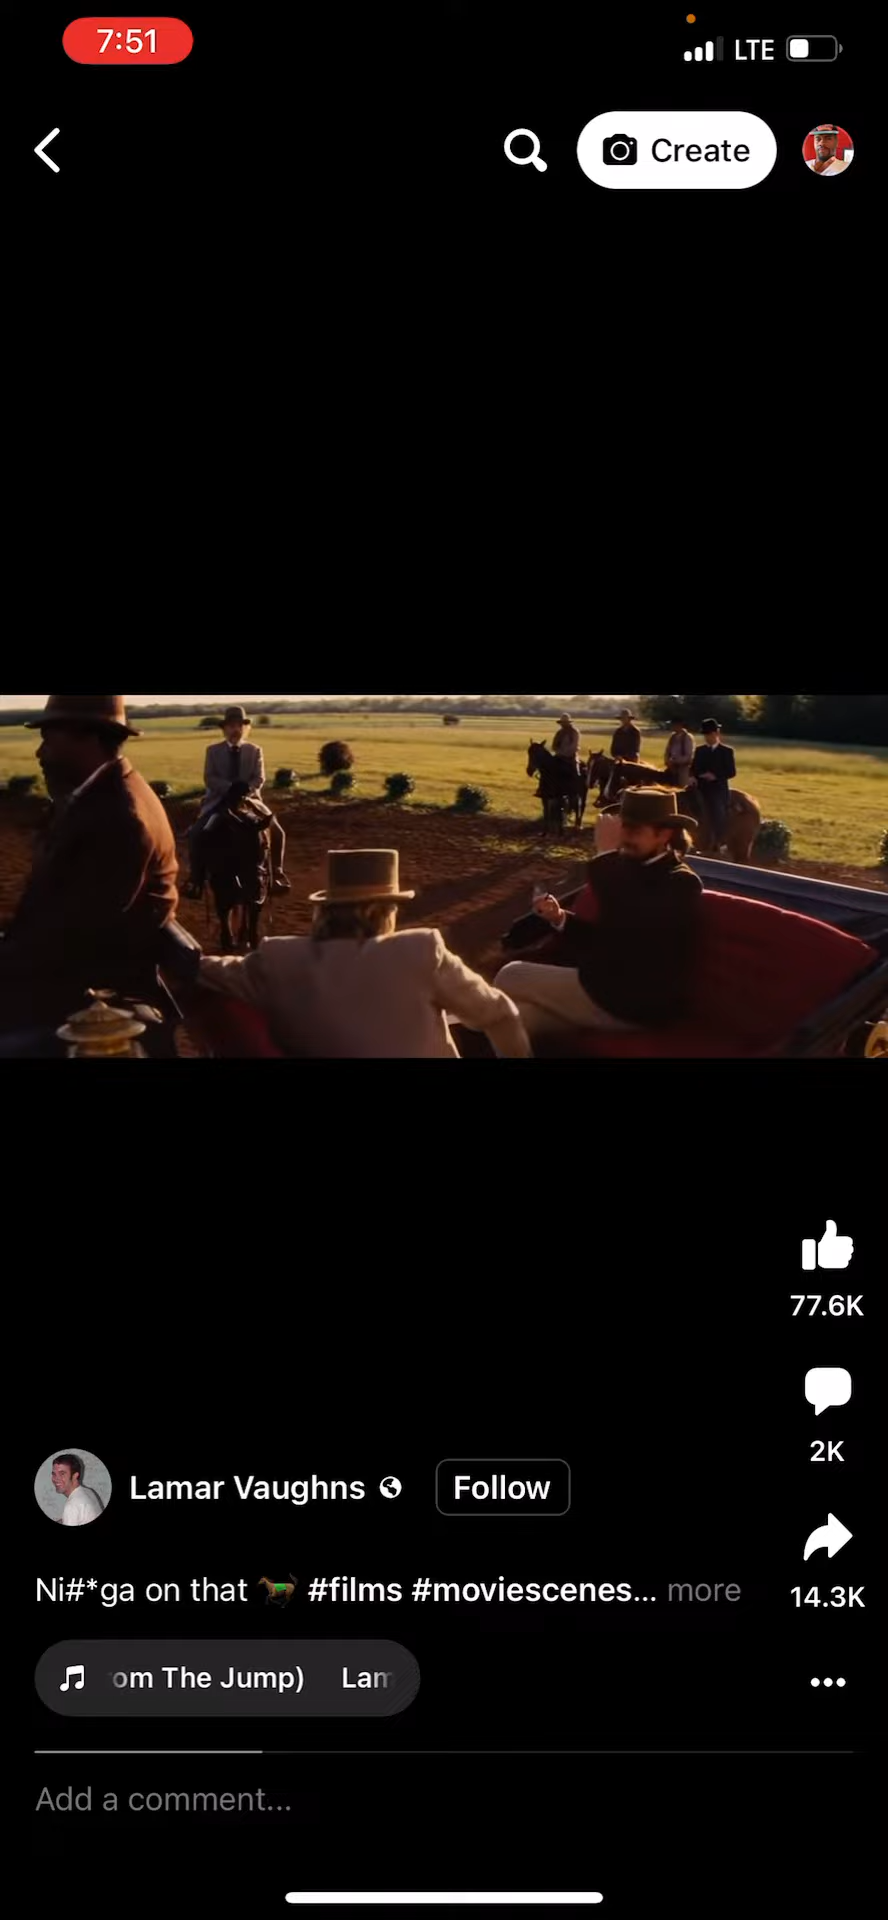 7:51
LTE
Create
77.6K
2K
Lamar Vaughns
Follow
Ni#*ga on that #films #moviescenes... more
14.3K
om The Jump) Lam
Add a comment...